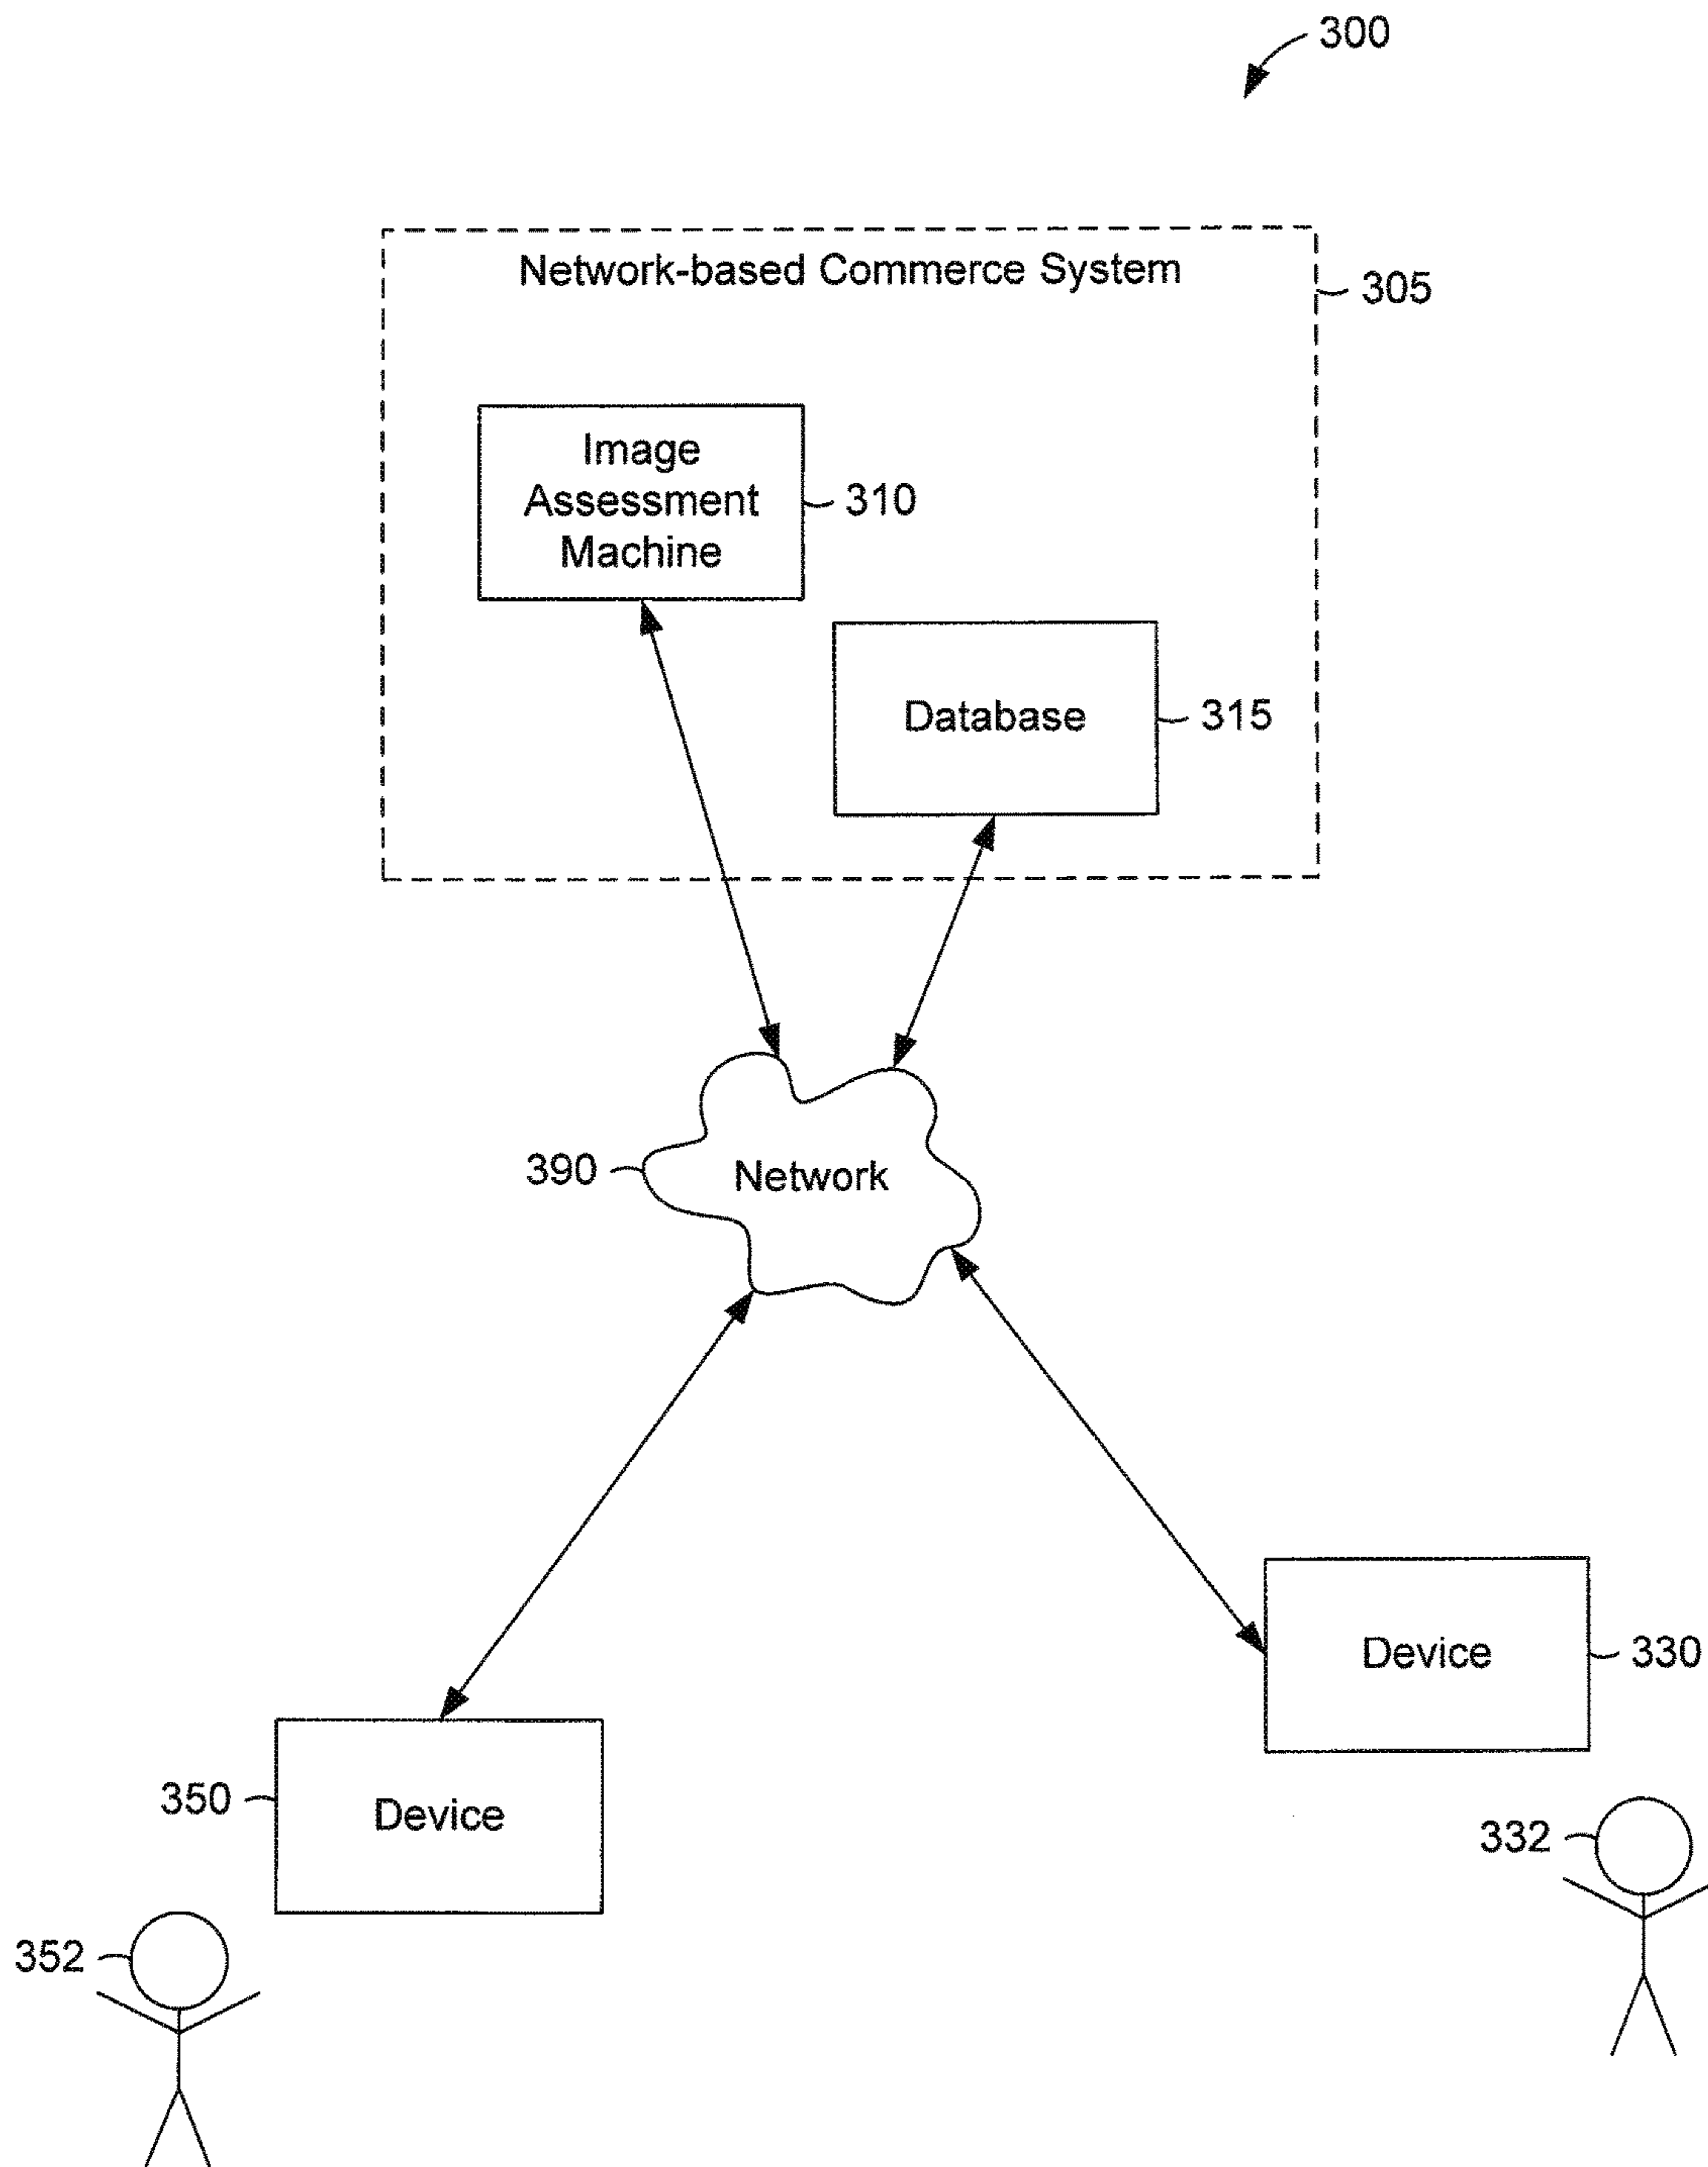 300
Network-based Commerce System
305
Image
Assessment
Machine
310
Database
315
390
Network
Device
330
350
Device
332
352